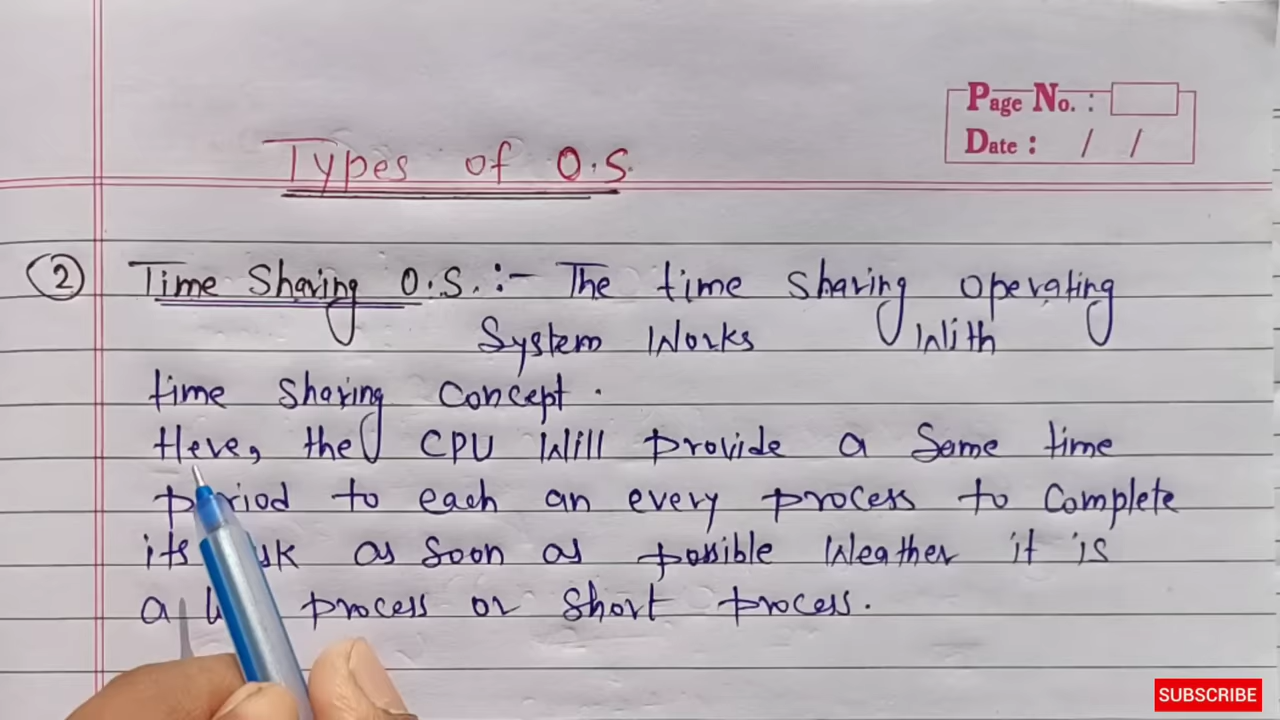 Page No. :
Date : / /
Types of O.S.
2 Time Sharing O.S. :- The time sharing operating
System Works With
time sharing concept.
Here, the CPU Will provide a Same time
period to each an every process to Complete
its as Soon as possible Weather it is
a process or Short process.
SUBSCRIBE